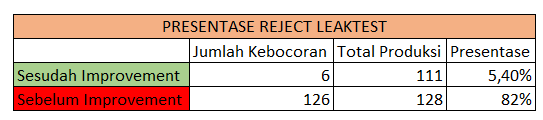 PRESENTASE REJECT LEAKTEST
Jumlah Kebocoran Total Produksi Presentase
Sesudah Improvement 6 111 5,40%
Sebelum Improvement 126 128 82%